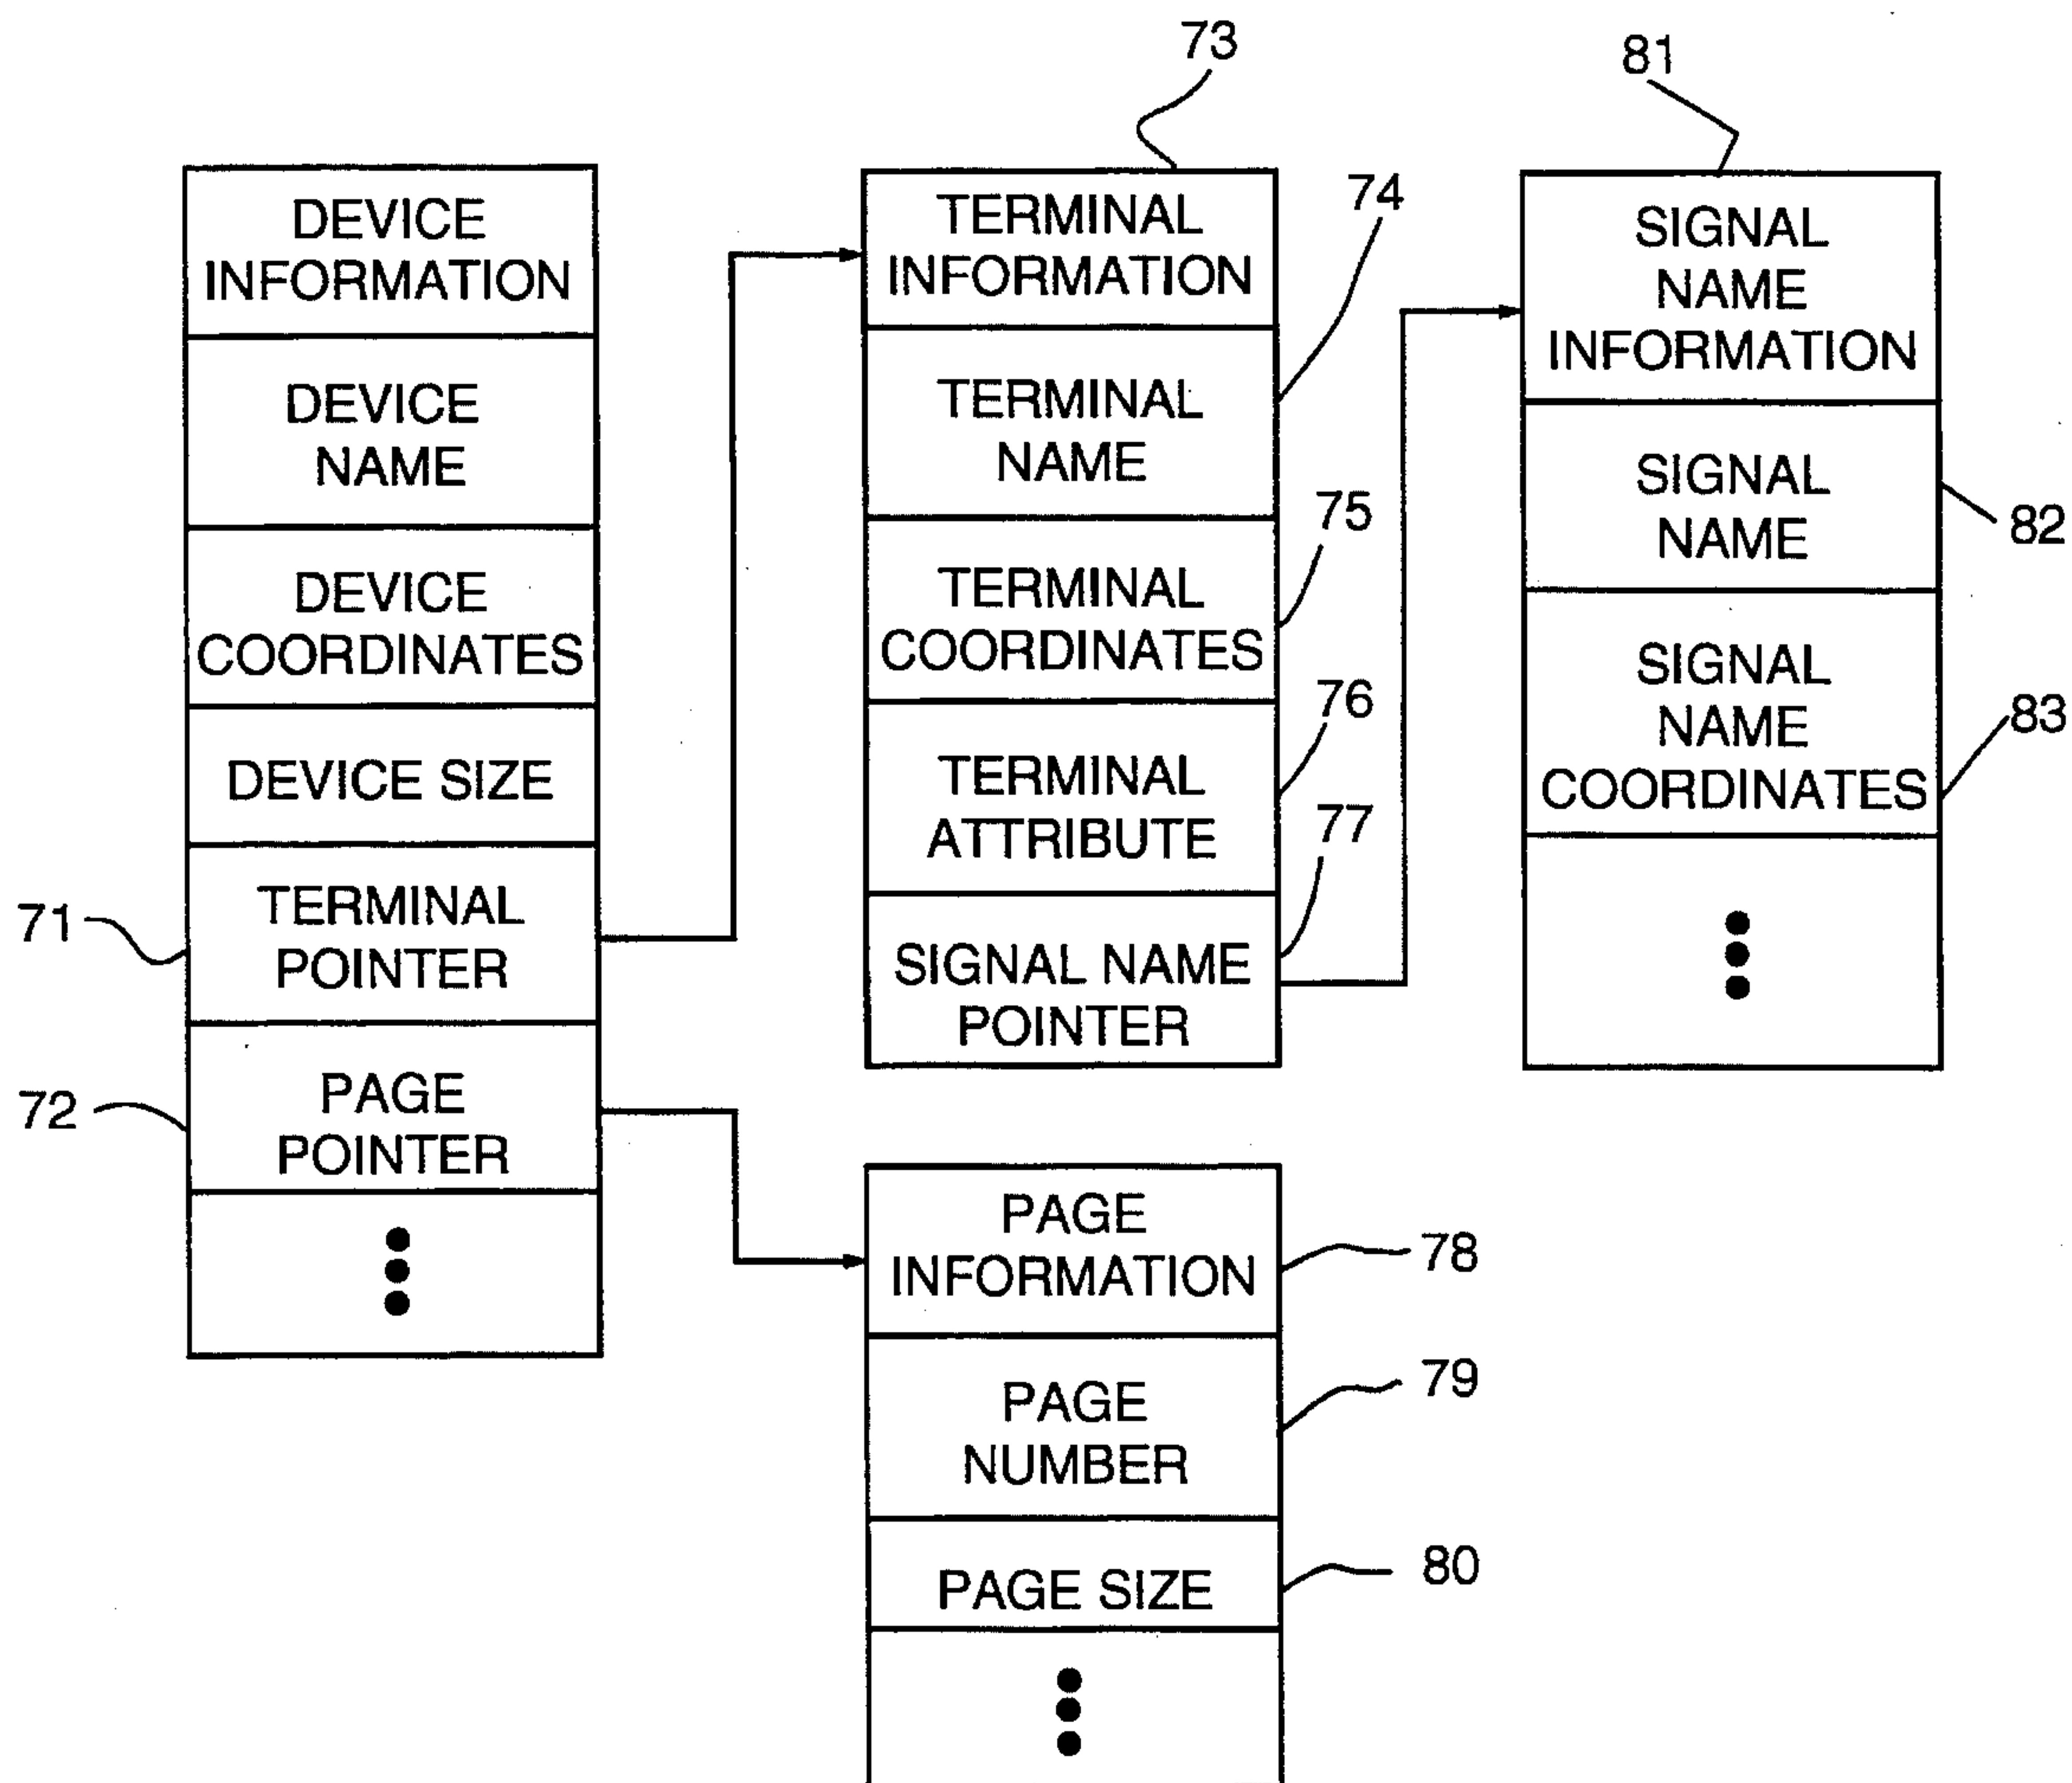 DEVICE
INFORMATION
DEVICE
NAME
DEVICE
COORDINATES
DEVICE SIZE
71
TERMINAL
POINTER
72
PAGE
POINTER
73
TERMINAL
INFORMATION
74
TERMINAL
NAME
75
TERMINAL
COORDINATES
76
TERMINAL
ATTRIBUTE
77
SIGNAL NAME
POINTER
PAGE
INFORMATION
78
PAGE
NUMBER
79
PAGE SIZE
80
81
SIGNAL
NAME
INFORMATION
SIGNAL
NAME
82
SIGNAL
NAME
COORDINATES
83